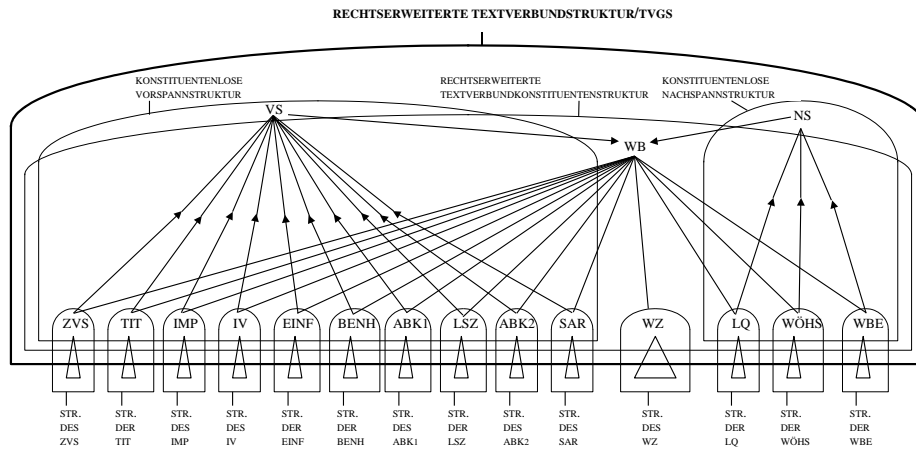 RECHTSERWEITERTE TEXTVERBUNDSTRUKTUR/TVGS
KONSTITUENTENLOSE
VORSPANNSTRUKTUR
RECHTSERWEITERTE
TEXTVERBUNDKONSTITUENTENSTRUKTUR
KONSTITUENTENLOSE
NACHSPANNSTRUKTUR
VS
NS
WB
ZVS TIT IMP IV EINF BENH ABK1 LSZ ABK2 SAR WZ LQ WÖHS WBE
STR. STR. STR. STR. STR. STR. STR. STR. STR. STR. STR. STR. STR. STR.
DES DER DES DES DER DER DES DER DES DES DES DER DER DER
ZVS TIT IMP IV EINF BENH ABK1 LSZ ABK2 SAR WZ LQ WÖHS WBE